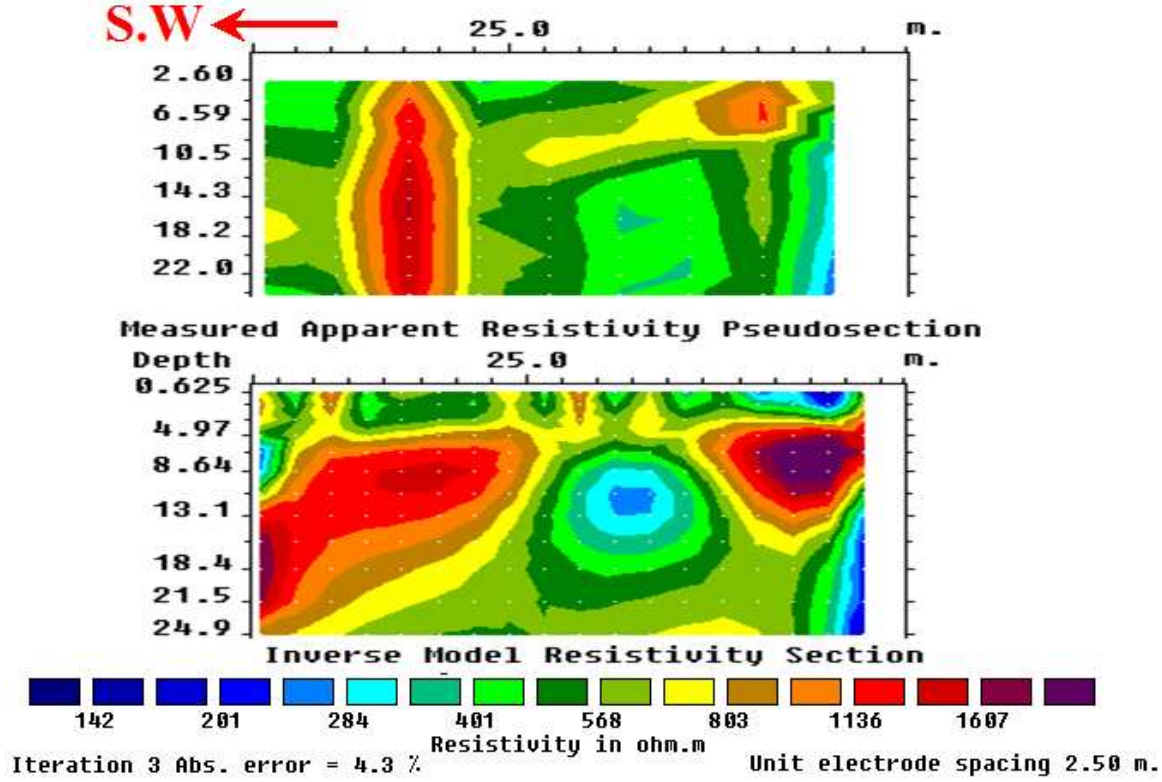 S.W
25.0 m.
2.60
6.59
10.5
14.3
18.2
22.0
Measured Apparent Resistivity Pseudosection
Depth 25.0 m.
0.625
4.97
8.64
13.1
18.4
21.5
24.9
Inverse Model Resistivity Section
142 201 284 401 568 803 1136 1607
Resistivity in ohm.m
Iteration 3 Abs. error = 4.3 % Unit electrode spacing 2.50 m.